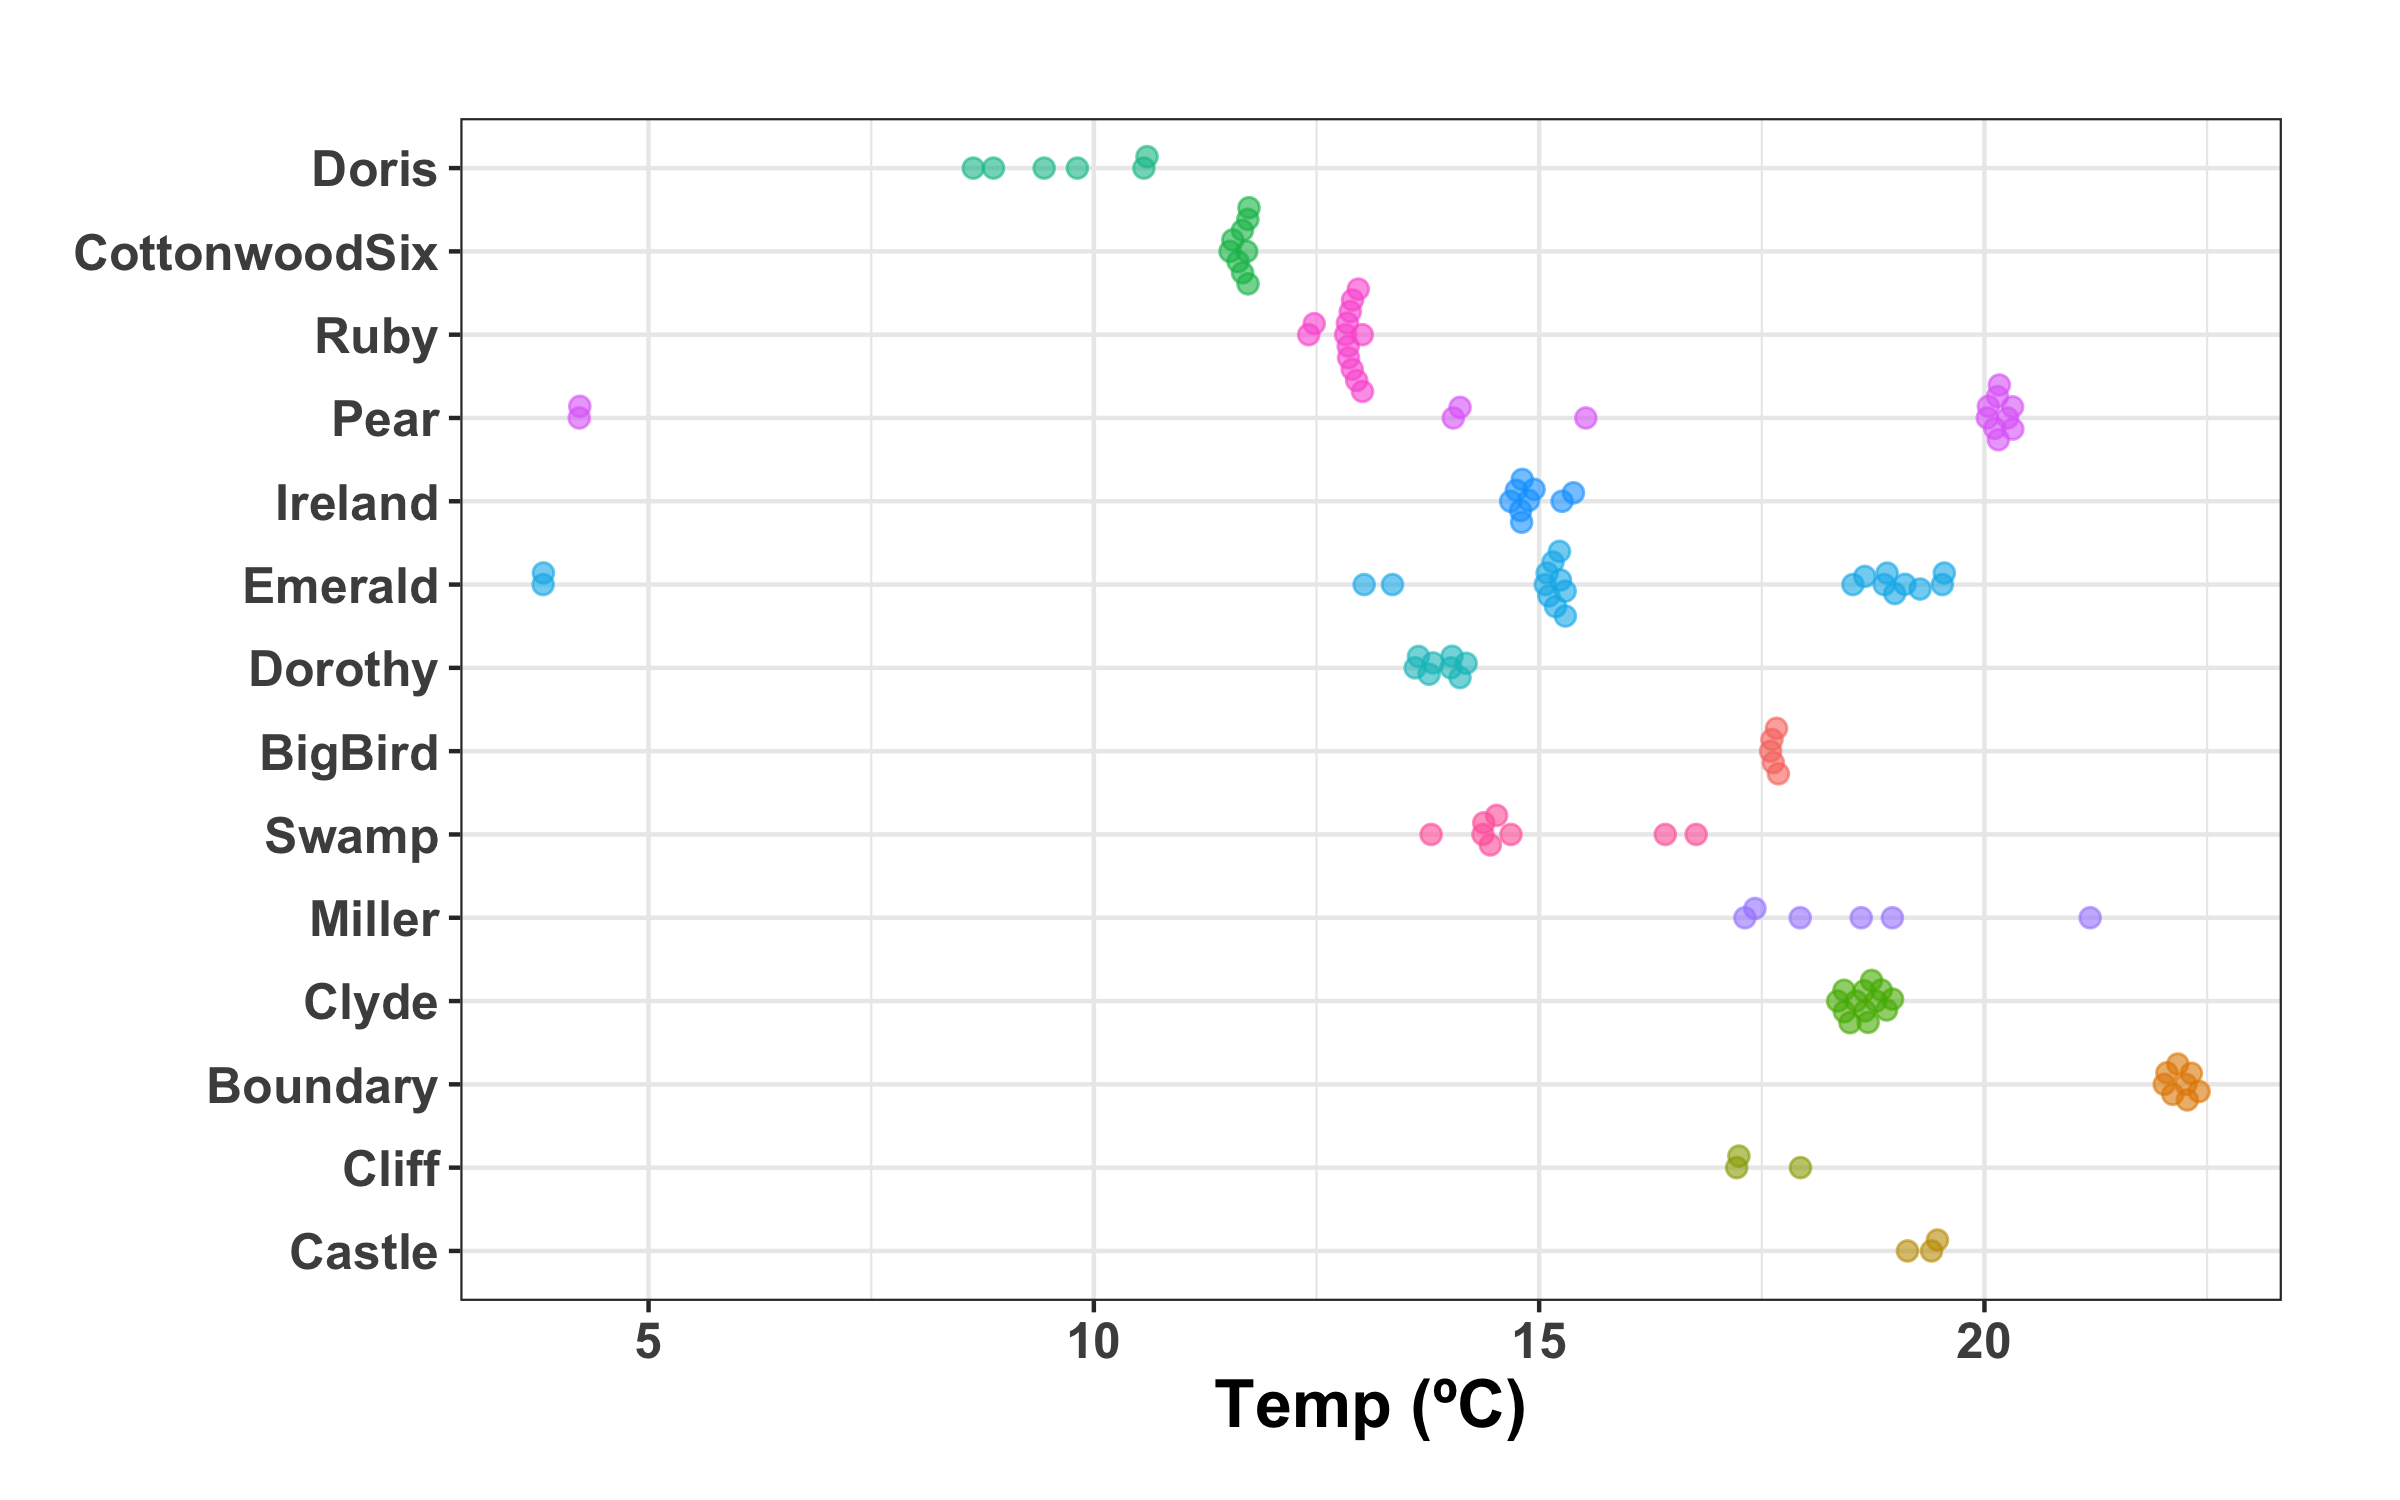 Doris
CottonwoodSix
Ruby
Pear
Ireland
Emerald
Dorothy
BigBird
Swamp
Miller
Clyde
Boundary
Cliff
Castle
5 10 15 20
Temp (ºC)